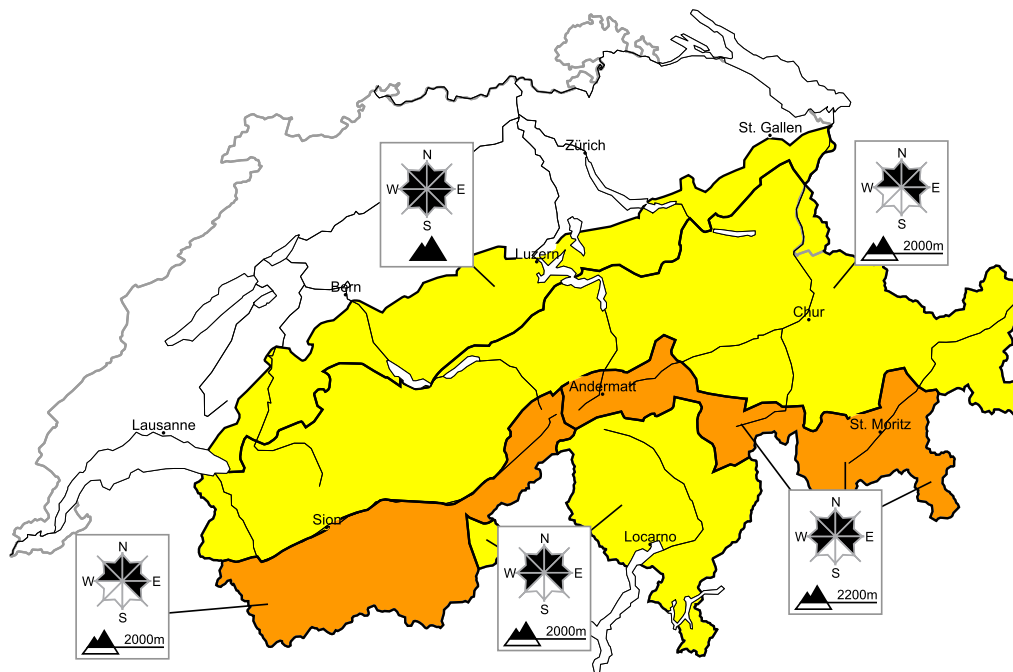 St. Gallen
Zürich
N
W E
S
N
W E
S
2000m
Luzern
Bern
Chur
Andermatt
Lausanne
St. Moritz
Sion
Locarno
N
W E
S
2200m
N
W E
S
2000m
N
W E
S
2000m